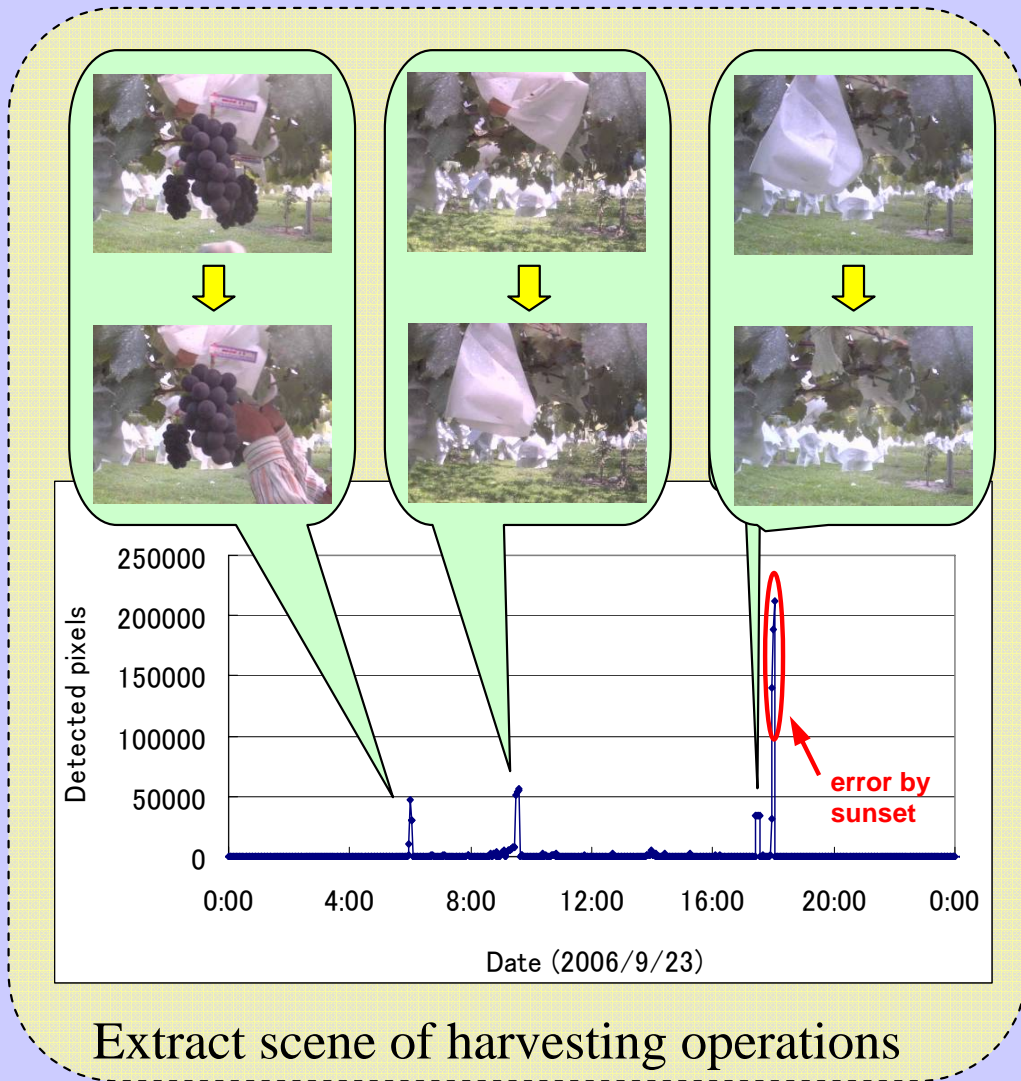 250000
200000
150000
100000
50000
0
Detected pixels
error by
sunset
0:00 4:00 8:00 12:00 16:00 20:00 0:00
Date (2006/9/23)
Extract scene of harvesting operations